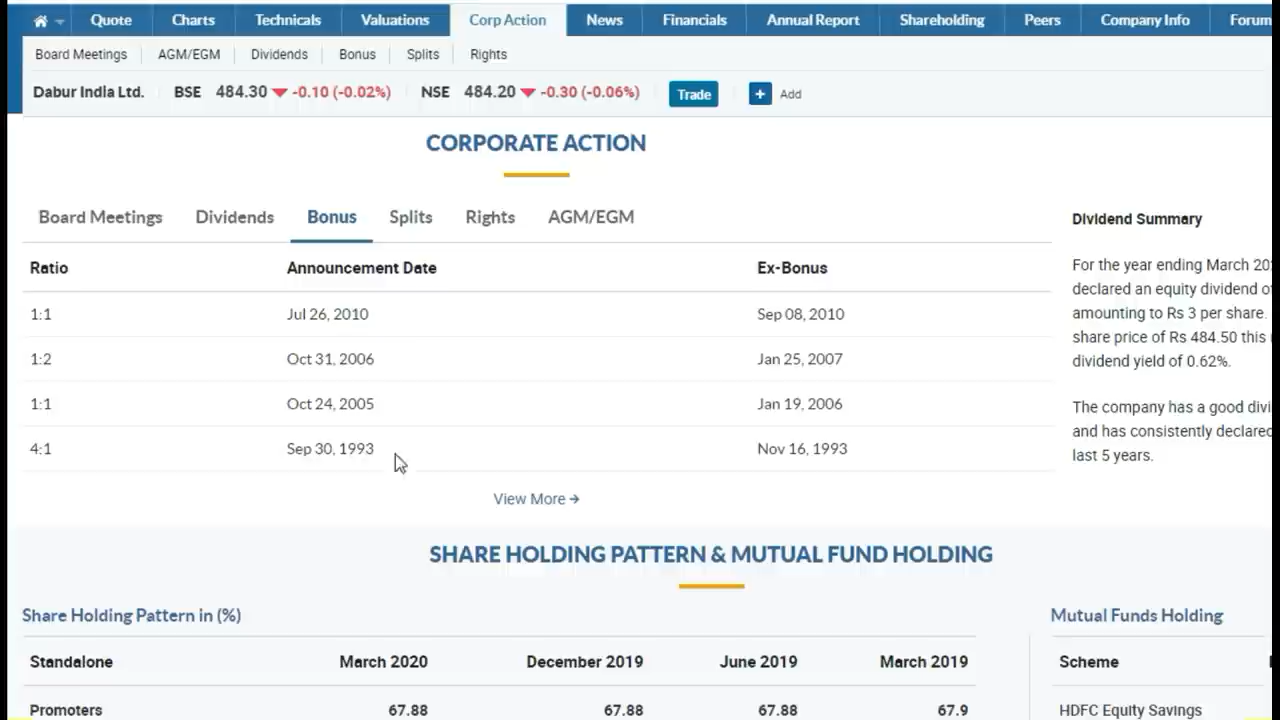 Quote Charts Technicals Valuations Corp Action News Financials Annual Report Shareholding Peers Company Info Forum
Board Meetings AGM/EGM Dividends Bonus Splits Rights
Dabur India Ltd. BSE 484.30 -0.10 (-0.02%) NSE 484.20 -0.30 (-0.06%) Trade + Add
CORPORATE ACTION
Board Meetings Dividends Bonus Splits Rights AGM/EGM
Ratio Announcement Date Ex-Bonus
1:1 Jul 26, 2010 Sep 08, 2010
1:2 Oct 31, 2006 Jan 25, 2007
1:1 Oct 24, 2005 Jan 19, 2006
4:1 Sep 30, 1993 Nov 16, 1993
View More →
Dividend Summary
For the year ending March
declared an equity dividend
amounting to Rs 3 per share.
share price of Rs 484.50 this
dividend yield of 0.62%.
The company has a good
and has consistently declared
last 5 years.
SHARE HOLDING PATTERN & MUTUAL FUND HOLDING
Share Holding Pattern in (%)
Standalone March 2020 December 2019 June 2019 March 2019
Promoters 67.88 67.88 67.88 67.9
Mutual Funds Holding
Scheme
HDFC Equity Savings